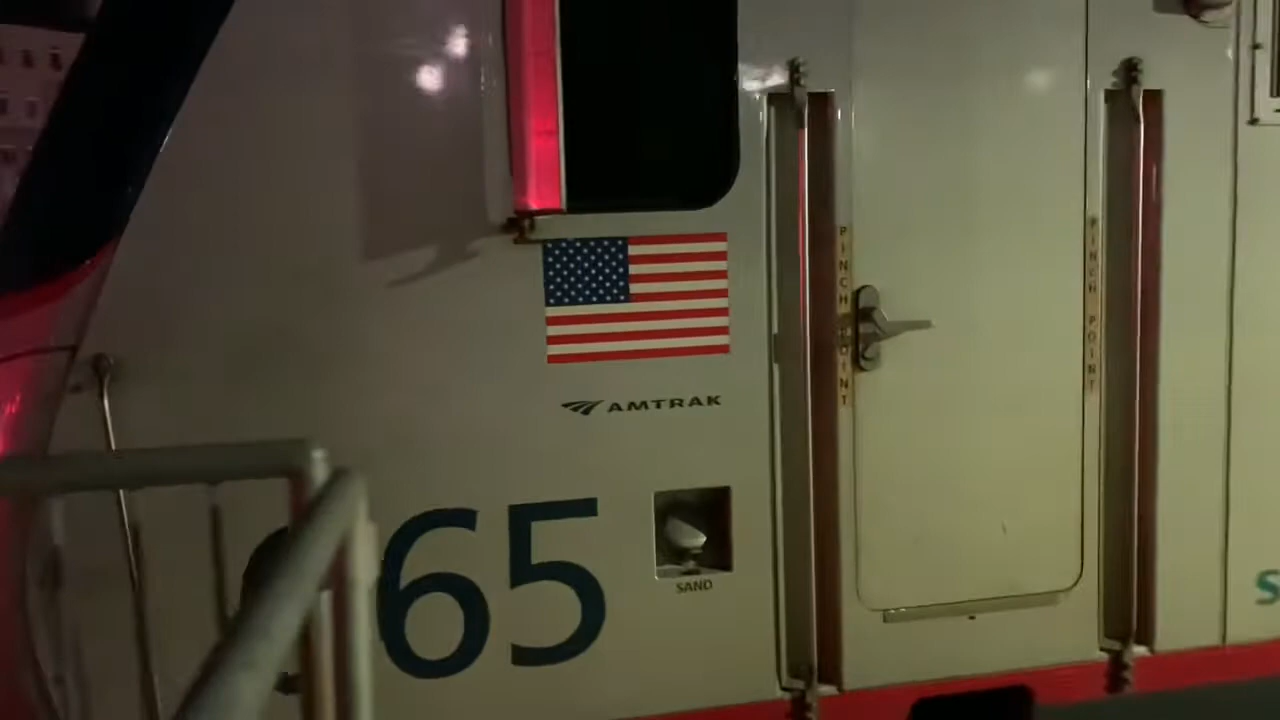 PINCH POINT
PINCH POINT
AMTRAK
65
SAND
S